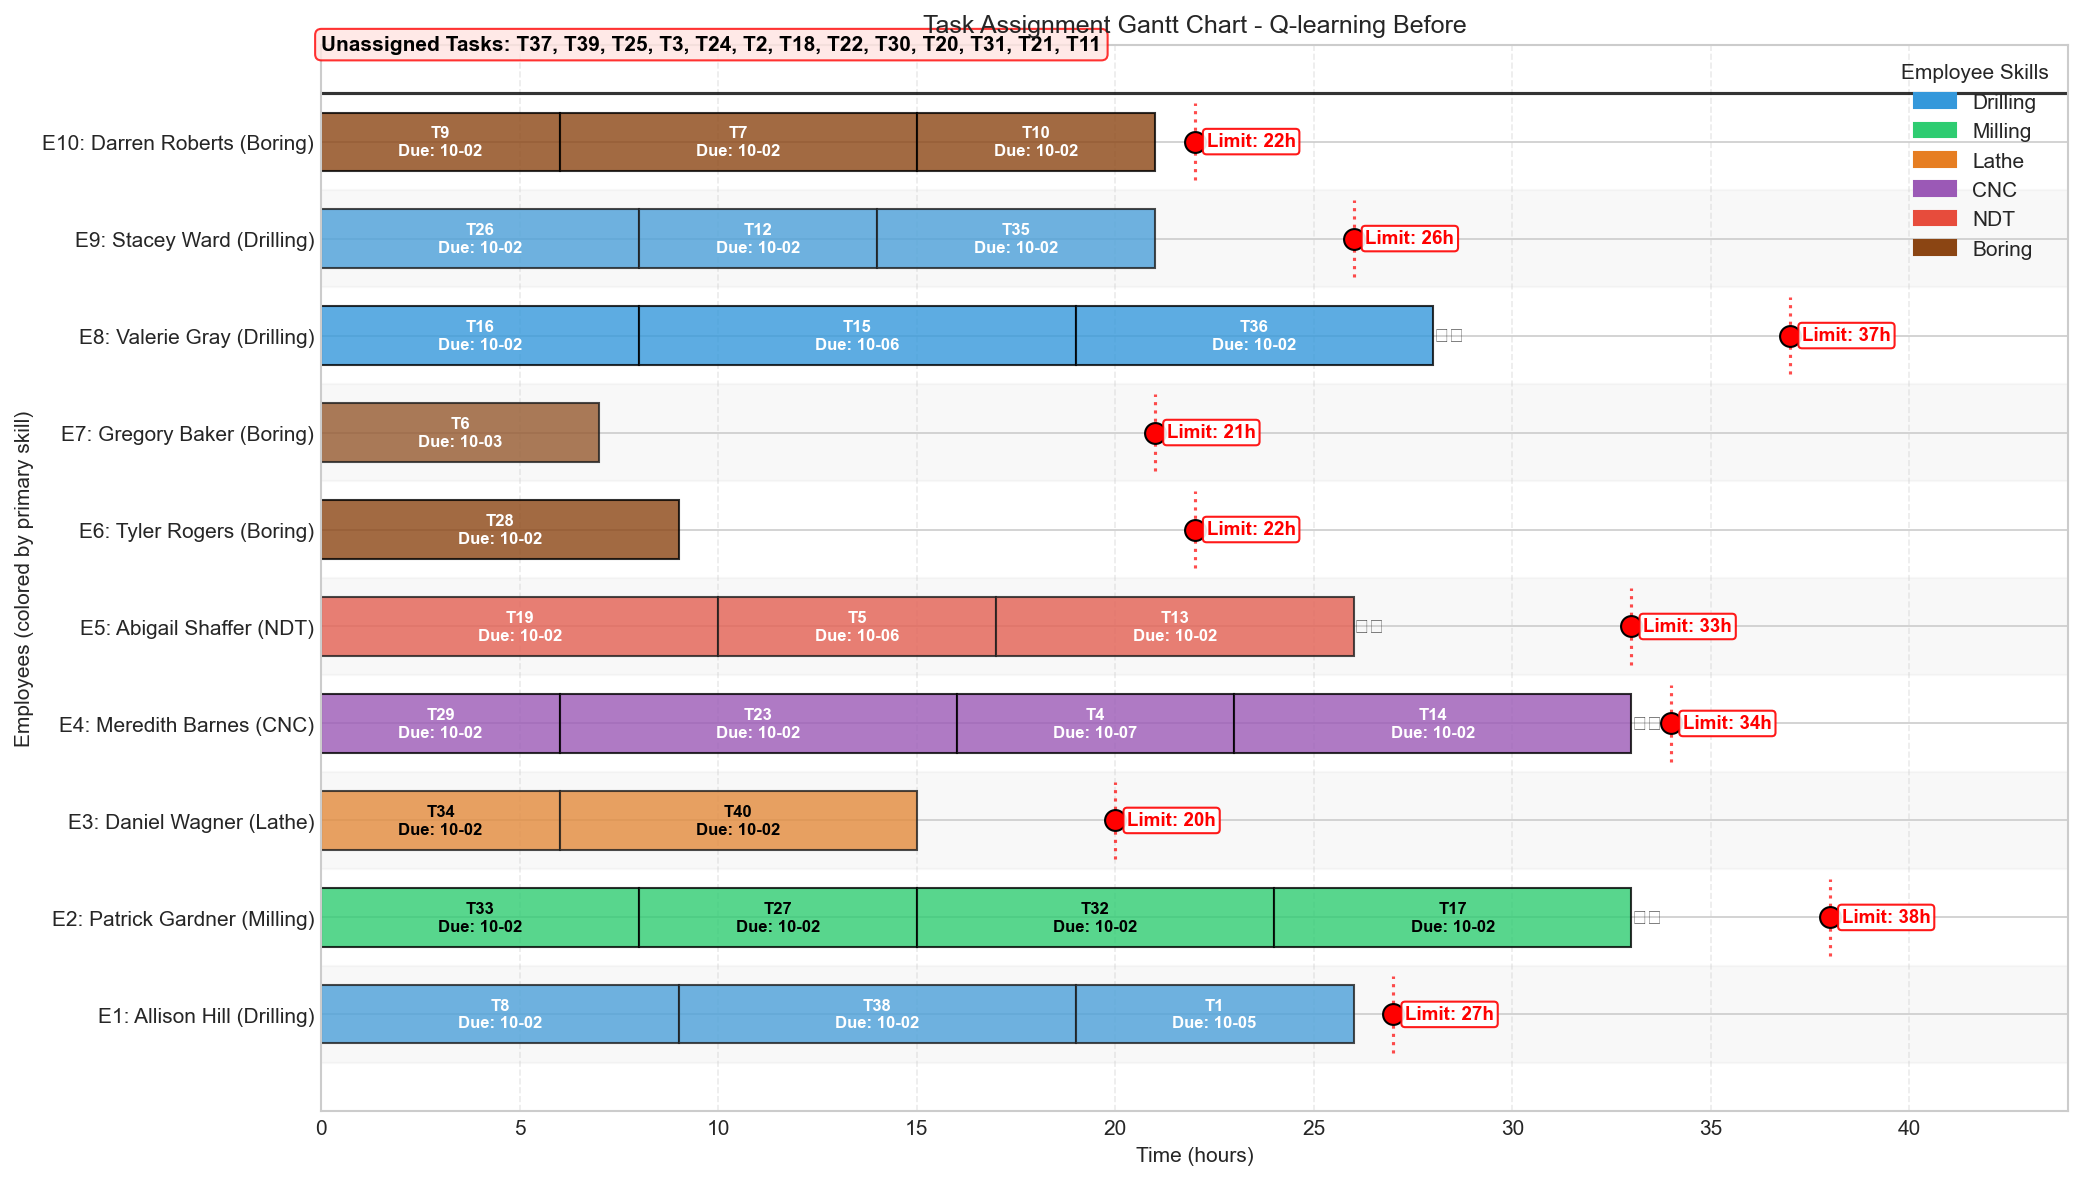 Task Assignment Gantt Chart - Q-learning Before
Unassigned Tasks: T37, T39, T25, T3, T24, T2, T18, T22, T30, T20, T31, T21, T11
Employee Skills
Drilling
Milling
Lathe
CNC
NDT
Boring
Employees (colored by primary skill)
E10: Darren Roberts (Boring)
T9
Due: 10-02
T7
Due: 10-02
T10
Due: 10-02
Limit: 22h
E9: Stacey Ward (Drilling)
T26
Due: 10-02
T12
Due: 10-02
T35
Due: 10-02
Limit: 26h
E8: Valerie Gray (Drilling)
T16
Due: 10-02
T15
Due: 10-06
T36
Due: 10-02
Limit: 37h
E7: Gregory Baker (Boring)
T6
Due: 10-03
Limit: 21h
E6: Tyler Rogers (Boring)
T28
Due: 10-02
Limit: 22h
E5: Abigail Shaffer (NDT)
T19
Due: 10-02
T5
Due: 10-06
T13
Due: 10-02
Limit: 33h
E4: Meredith Barnes (CNC)
T29
Due: 10-02
T23
Due: 10-02
T4
Due: 10-07
T14
Due: 10-02
Limit: 34h
E3: Daniel Wagner (Lathe)
T34
Due: 10-02
T40
Due: 10-02
Limit: 20h
E2: Patrick Gardner (Milling)
T33
Due: 10-02
T27
Due: 10-02
T32
Due: 10-02
T17
Due: 10-02
Limit: 38h
E1: Allison Hill (Drilling)
T8
Due: 10-02
T38
Due: 10-02
T1
Due: 10-05
Limit: 27h
0 5 10 15 20 25 30 35 40
Time (hours)